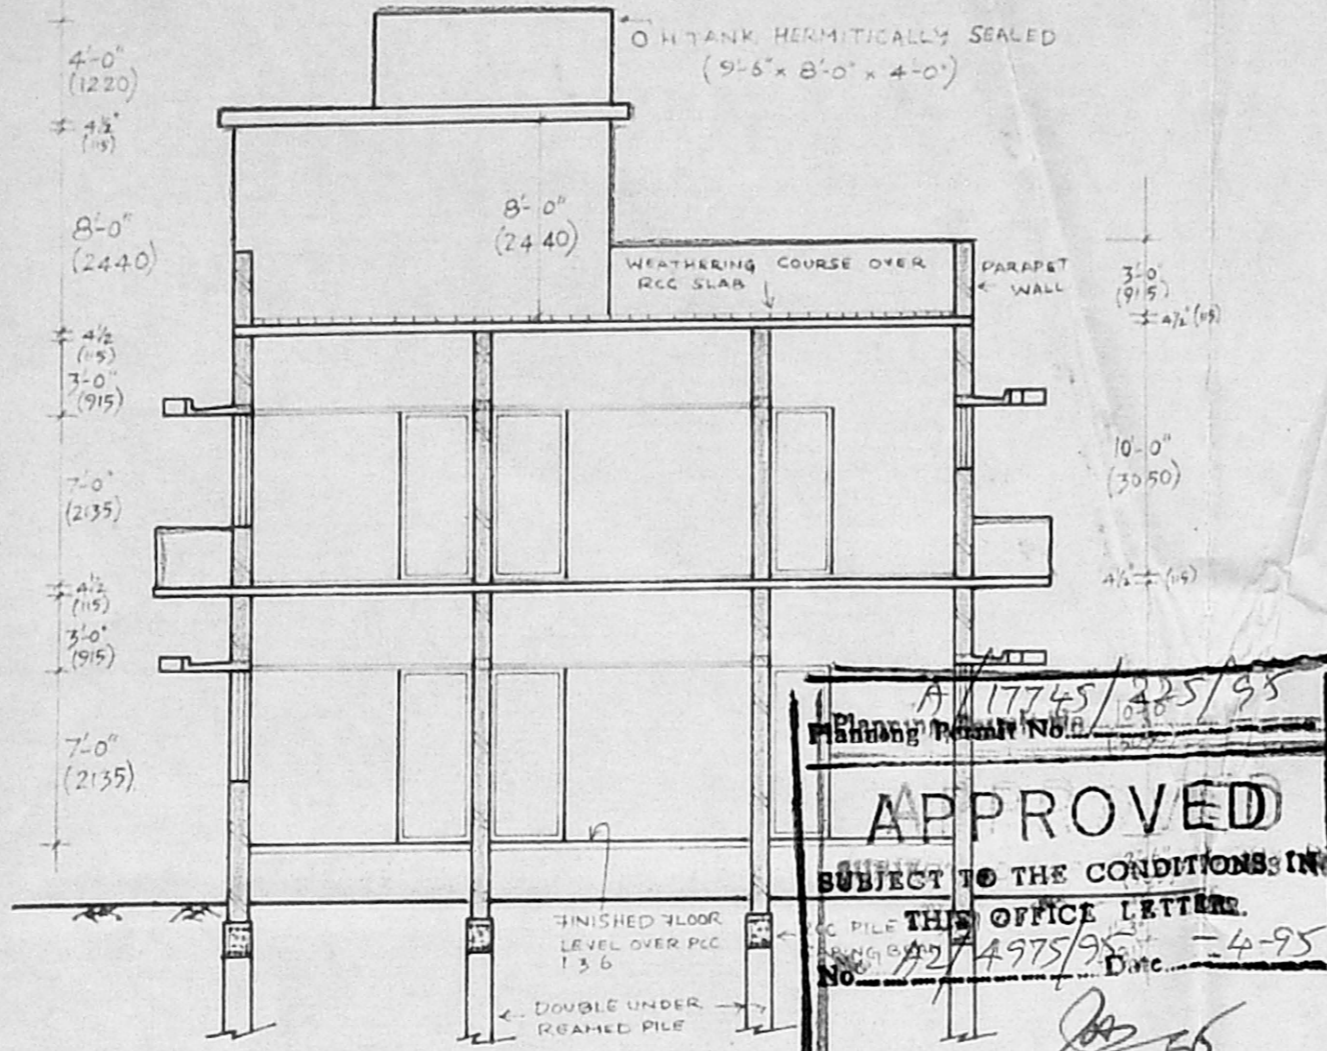 O H TANK HERMITICALLY SEALED
(9'-6" x 8'-0" x 4'-0")
4'-0"
(1220)
4½"
(115)
8'-0"
(2440)
8'-0"
(2440)
WEATHERING COURSE OVER
RCC SLAB
PARAPET
WALL
3'-0"
(915)
4½" (115)
4½
(115)
3'-0"
(915)
7'-0"
(2135)
10'-0"
(3050)
4½
(115)
4½" (115)
3'-0"
(915)
7'-0"
(2135)
A/17745/225/95
Planning Permit No.
APPROVED
SUBJECT TO THE CONDITIONS IN
THIS OFFICE LETTER.
No. A2/4975/95 Date -4-95
FINISHED FLOOR
LEVEL OVER PCC
1 3 6
PILE
DOUBLE UNDER
REAMED PILE